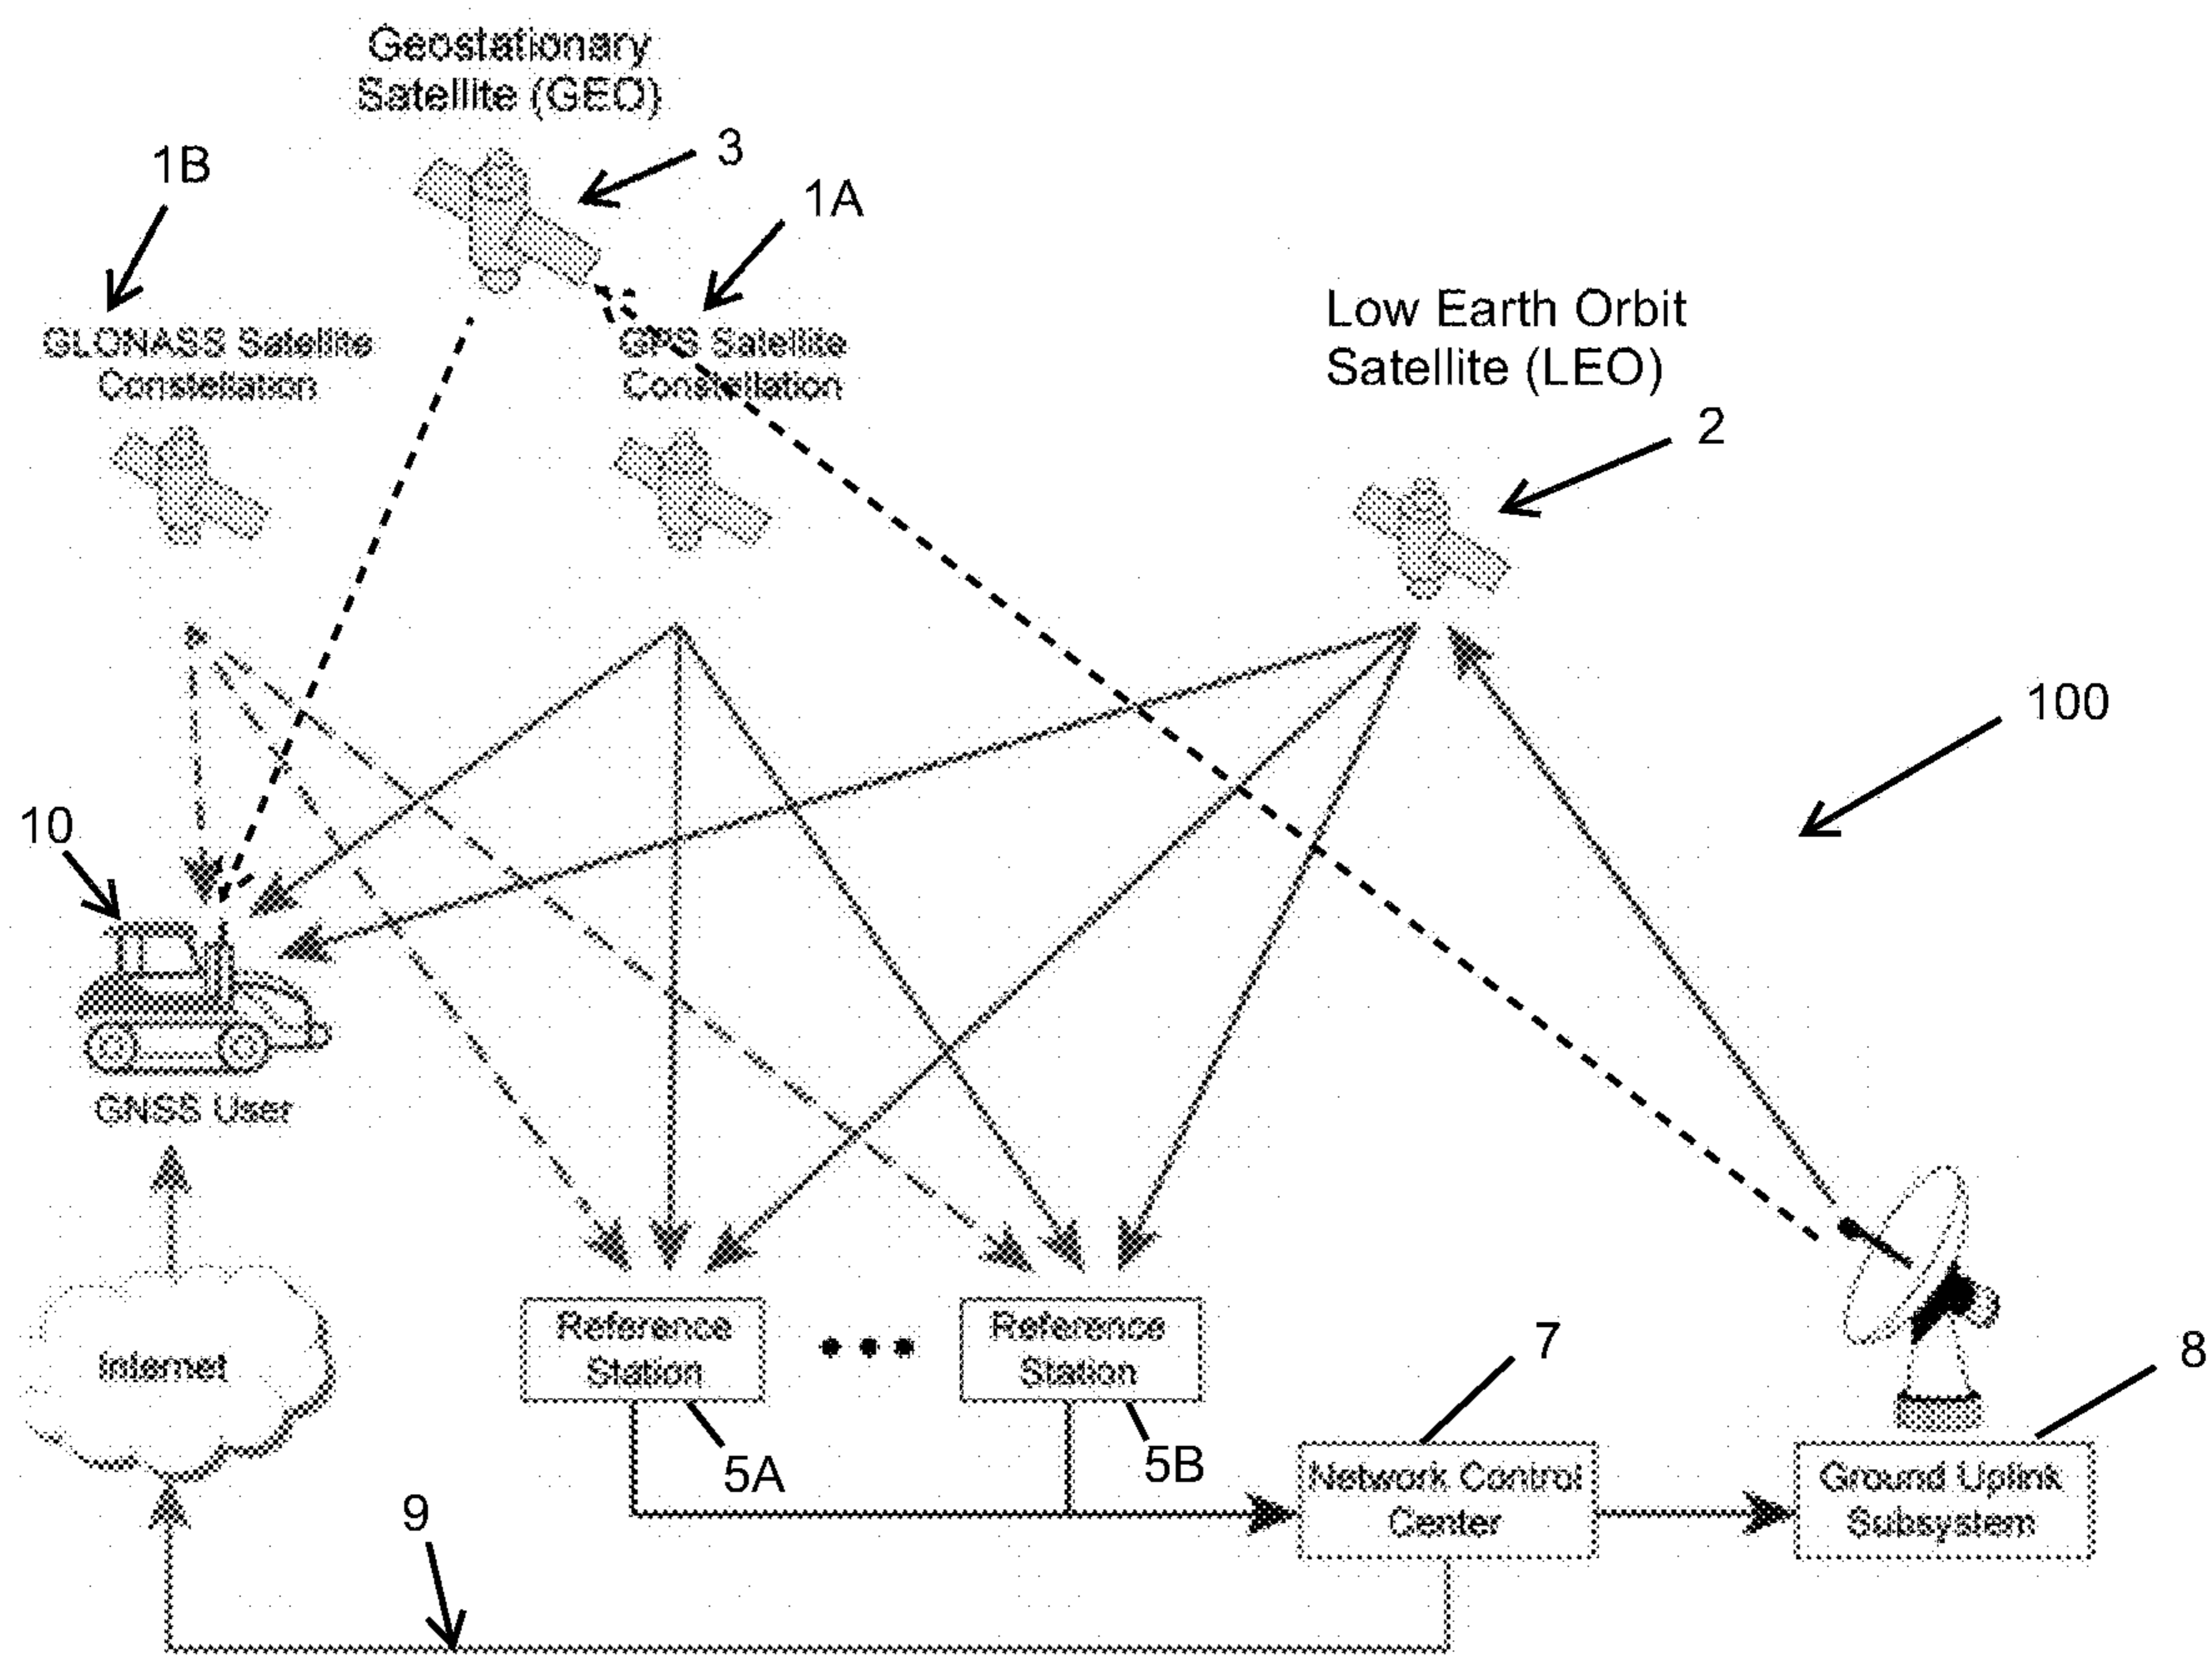 Geostationary
Satellite (GEO)
3
1B
1A
GLONASS Satellite
Constellation
GPS Satellite
Constellation
Low Earth Orbit
Satellite (LEO)
2
100
10
GNSS User
Internet
Reference
Station
Reference
Station
5A
5B
7
8
Network Control
Center
Ground Uplink
Subsystem
9